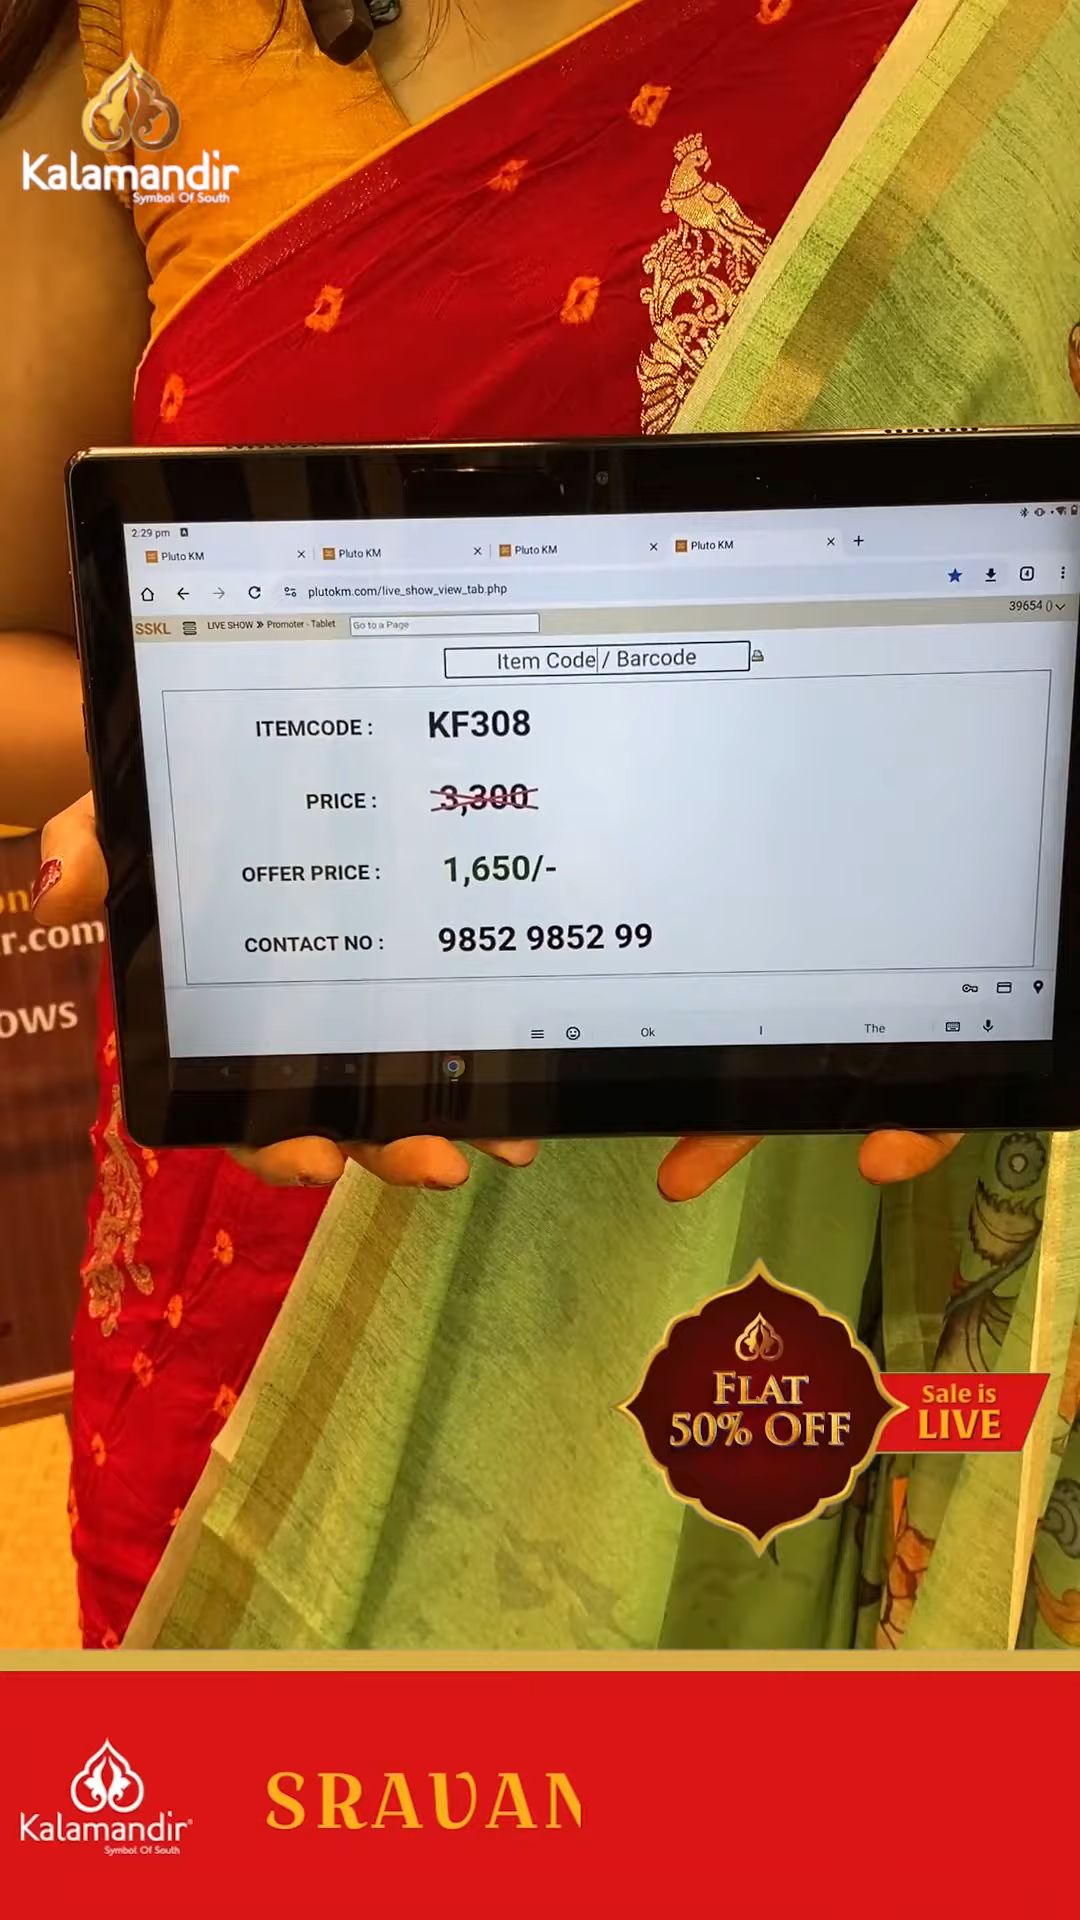 Kalamandir
Symbol Of South
2:29 pm
Pluto KM
Pluto KM
Pluto KM
Pluto KM
plutokm.com/live_show_view_tab.php
39654 ()
SSKL
LIVE SHOW » Promoter - Tablet
Go to a Page
Item Code / Barcode
ITEMCODE : KF308
PRICE : 3,300
OFFER PRICE : 1,650/-
CONTACT NO : 9852 9852 99
Ok I The
r.com
ows
FLAT
50% OFF
Sale is
LIVE
Kalamandir
Symbol Of South
SRAVAN